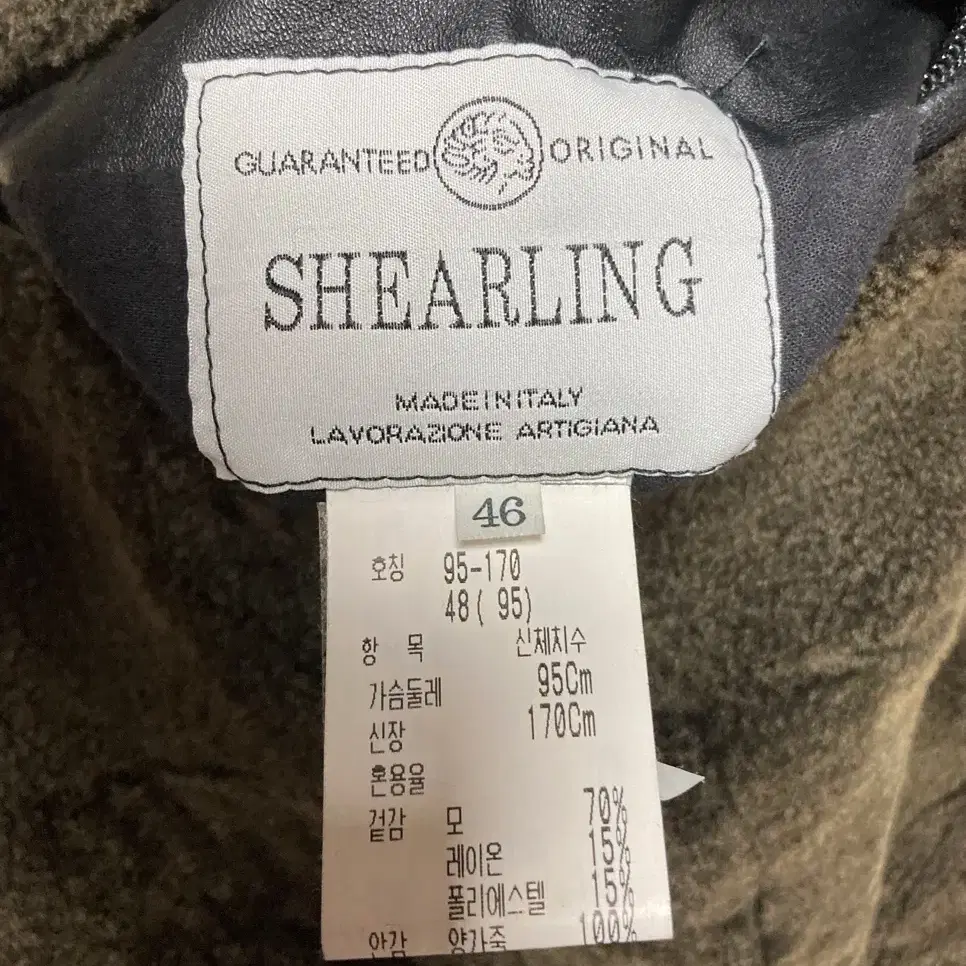 GUARANTEED ORIGINAL
SHEARLING
MADE IN ITALY
LAVORAZIONE ARTIGIANA
46
호칭 95-170
48( 95)
항 목 신체치수
가슴둘레 95Cm
신장 170Cm
혼용율
겉감 모 70%
레이온 15%
폴리에스텔 15%
안감 양가죽 100%